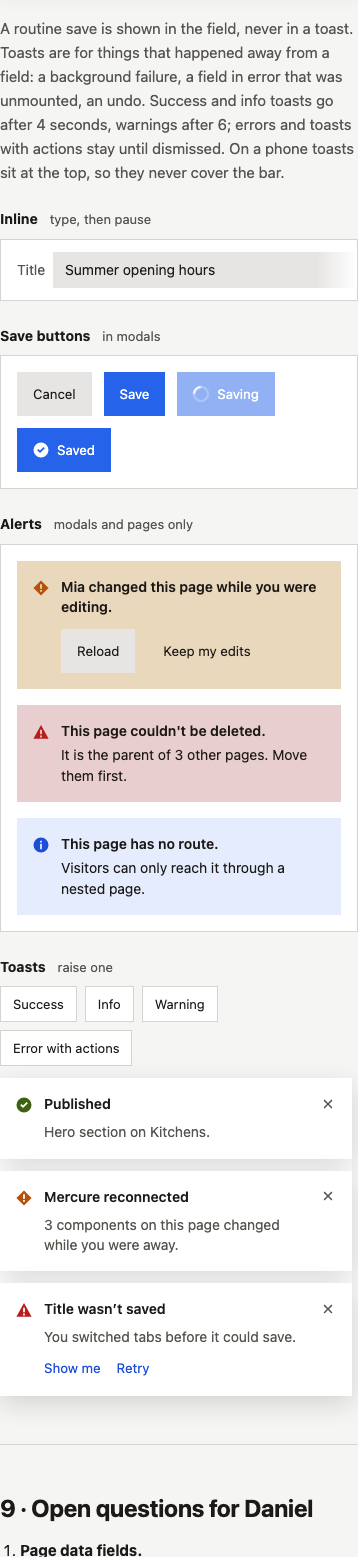 A routine save is shown in the field, never in a toast.
Toasts are for things that happened away from a
field: a background failure, a field in error that was
unmounted, an undo. Success and info toasts go
after 4 seconds, warnings after 6; errors and toasts
with actions stay until dismissed. On a phone toasts
sit at the top, so they never cover the bar.
Inline type, then pause
Title Summer opening hours
Save buttons in modals
Cancel Save Saving
Saved
Alerts modals and pages only
Mia changed this page while you were
editing.
Reload Keep my edits
This page couldn't be deleted.
It is the parent of 3 other pages. Move
them first.
This page has no route.
Visitors can only reach it through a
nested page.
Toasts raise one
Success Info Warning
Error with actions
Published
Hero section on Kitchens.
Mercure reconnected
3 components on this page changed
while you were away.
Title wasn’t saved
You switched tabs before it could save.
Show me Retry
9 · Open questions for Daniel
1. Page data fields.